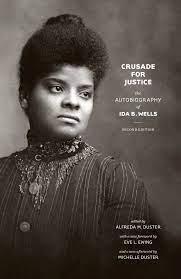 CRUSADE
FOR
JUSTICE
the
AUTOBIOGRAPHY
of
IDA B. WELLS
SECOND EDITION
edited by
ALFREDA M. DUSTER
with a new foreword by
EVE L. EWING
and a new afterword by
MICHELLE DUSTER